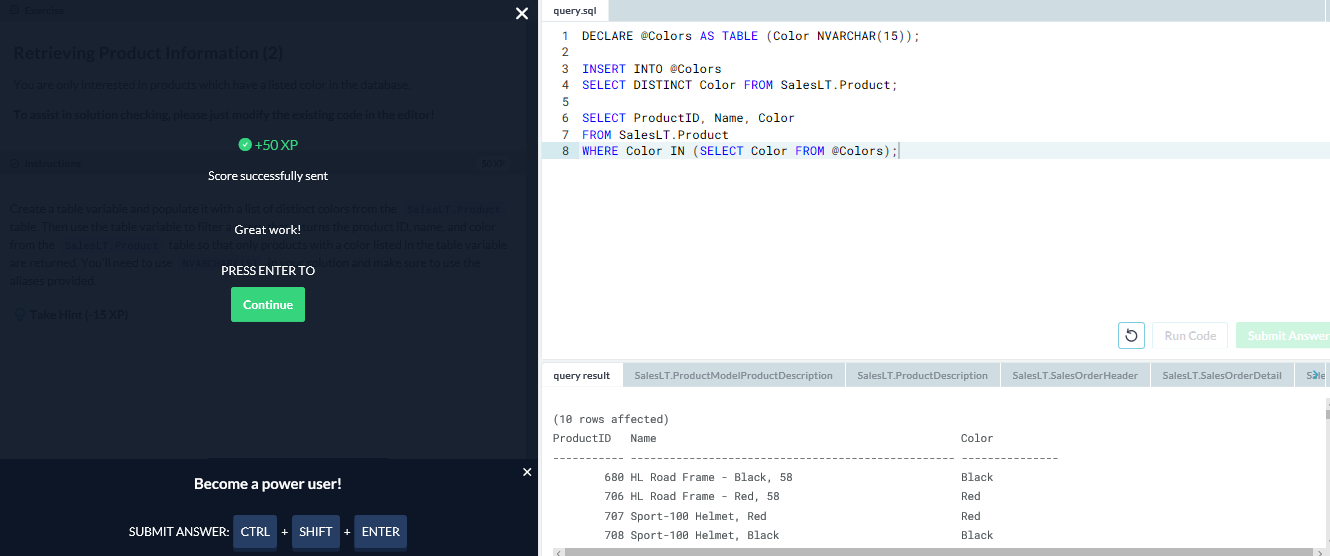 Exercise
Retrieving Product Information (2)
You are only interested in products which have a listed color in the database.
To assist in solution checking, please just modify the existing code in the editor!
+50 XP
Instructions
50 XP
Score successfully sent
Create a table variable and populate it with a list of distinct colors from the SalesLT.Product
table. Then use the table variable to filter
urns the product ID, name, and color
Great work!
from the SalesLT.Product table so that only products with a color listed in the table variable
are returned. You'll need to use
solution and make sure to use the
PRESS ENTER TO
aliases provided.
Continue
Take Hint (-15 XP)
Become a power user!
SUBMIT ANSWER: CTRL + SHIFT + ENTER
query.sql
1 DECLARE @Colors AS TABLE (Color NVARCHAR(15));
2
3 INSERT INTO @Colors
4 SELECT DISTINCT Color FROM SalesLT.Product;
5
6 SELECT ProductID, Name, Color
7 FROM SalesLT.Product
8 WHERE Color IN (SELECT Color FROM @Colors);
Run Code
Submit Answer
query result SalesLT.ProductModelProductDescription SalesLT.ProductDescription SalesLT.SalesOrderHeader SalesLT.SalesOrderDetail
(10 rows affected)
ProductID Name Color
----------- -------------------------------------------------- ---------------
680 HL Road Frame - Black, 58 Black
706 HL Road Frame - Red, 58 Red
707 Sport-100 Helmet, Red Red
708 Sport-100 Helmet, Black Black